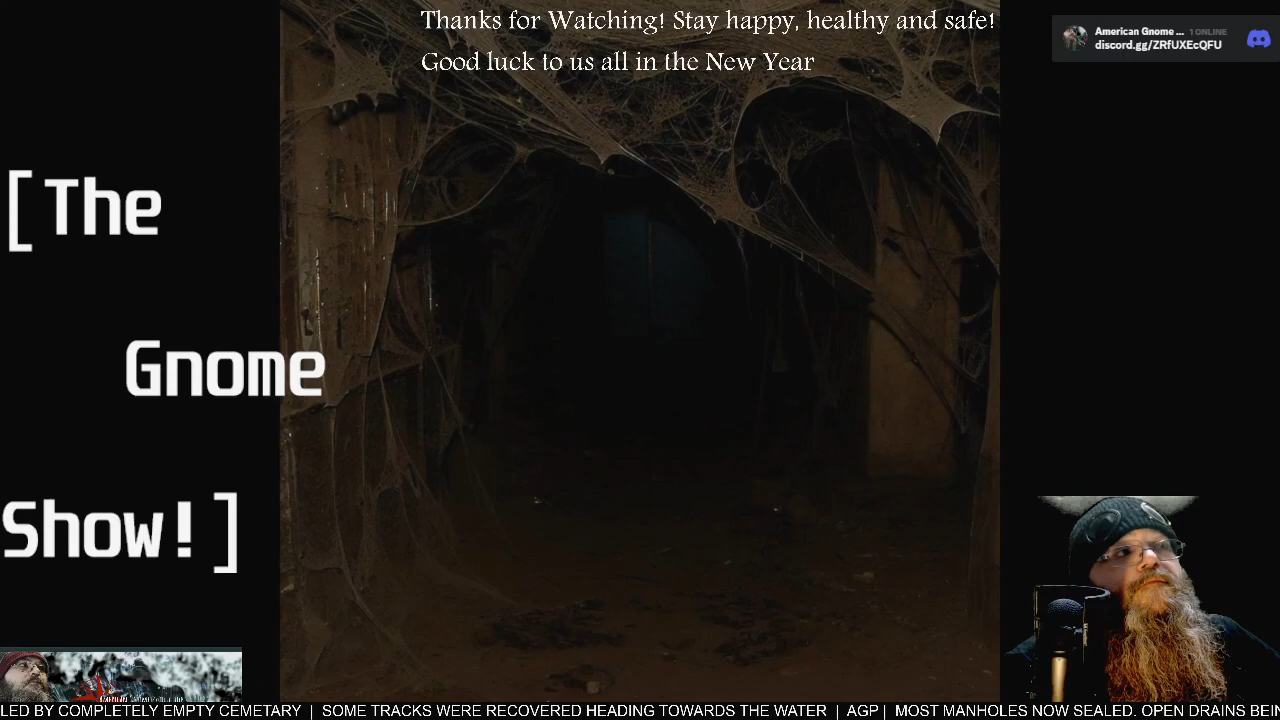 Thanks for Watching! Stay happy, healthy and safe!
Good luck to us all in the New Year
American Gnome ... 1 ONLINE
discord.gg/ZRfUXEcQFU
[The
Gnome
Show!]
LED BY COMPLETELY EMPTY CEMETARY | SOME TRACKS WERE RECOVERED HEADING TOWARDS THE WATER | AGP | MOST MANHOLES NOW SEALED. OPEN DRAINS BEIN